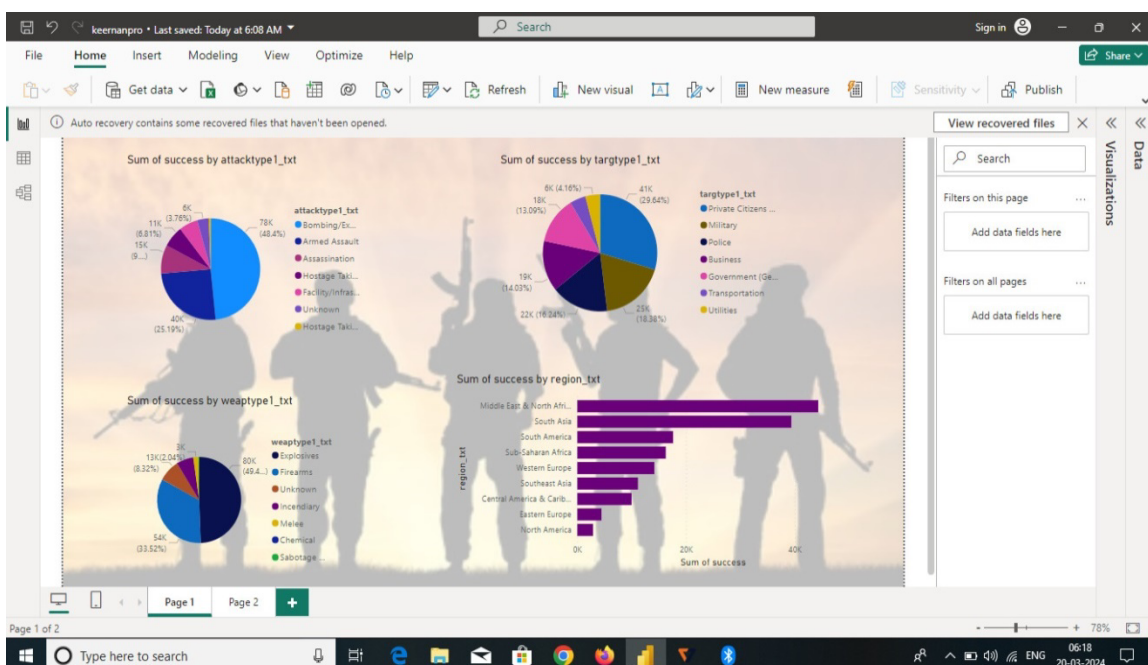 keernanpro • Last saved: Today at 6:08 AM
Search
Sign in
File Home Insert Modeling View Optimize Help
Share
Get data
Refresh
New visual
New measure
Sensitivity
Publish
Auto recovery contains some recovered files that haven't been opened.
View recovered files
Sum of success by attacktype1_txt
6K
(3.76%)
11K
(6.81%)
15K
(9...)
78K
(48.4%)
40K
(25.19%)
attacktype1_txt
Bombing/Ex...
Armed Assault
Assassination
Hostage Taki...
Facility/Infras...
Unknown
Hostage Taki...
Sum of success by targtype1_txt
6K (4.16%)
18K
(13.09%)
41K
(29.64%)
19K
(14.03%)
22K (16.24%)
25K
(18.38%)
targtype1_txt
Private Citizens ...
Military
Police
Business
Government (Ge...
Transportation
Utilities
Sum of success by weaptype1_txt
3K
13K(2.04%)
(8.32%)
80K
(49.4...)
54K
(33.52%)
weaptype1_txt
Explosives
Firearms
Unknown
Incendiary
Melee
Chemical
Sabotage ...
Sum of success by region_txt
region_txt
Middle East & North Afri...
South Asia
South America
Sub-Saharan Africa
Western Europe
Southeast Asia
Central America & Carib...
Eastern Europe
North America
0K 20K 40K
Sum of success
Search
Filters on this page ...
Add data fields here
Filters on all pages ...
Add data fields here
Visualizations
Data
Page 1
Page 2
Page 1 of 2
78%
Type here to search
ENG
06:18
20-03-2024